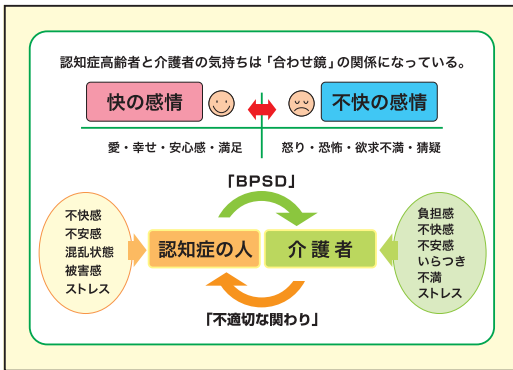 認知症高齢者と介護者の気持ちは「合わせ鏡」の関係になっている。
快の感情
不快の感情
愛・幸せ・安心感・満足
怒り・恐怖・欲求不満・猜疑
「BPSD」
不快感
不安感
混乱状態
被害感
ストレス
認知症の人
介護者
負担感
不快感
不安感
いらつき
不満
ストレス
「不適切な関わり」